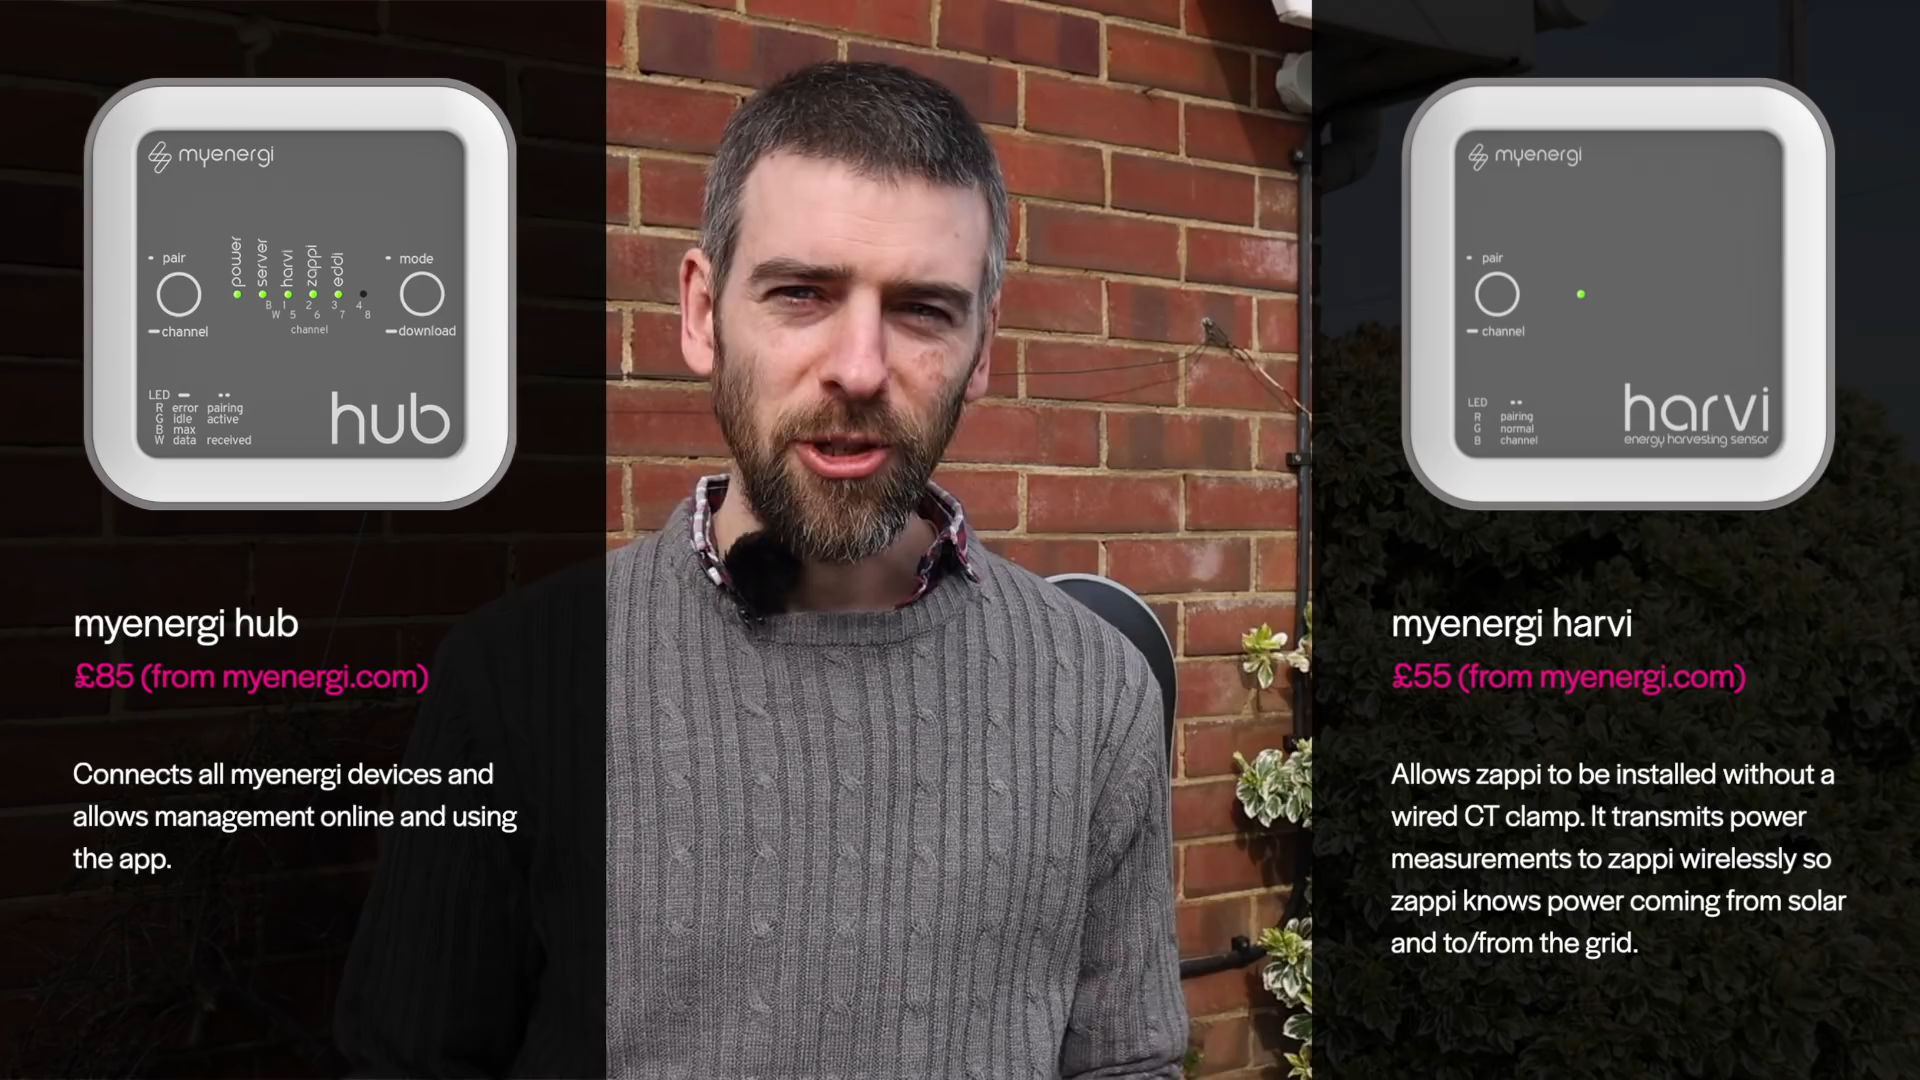 myenergi
pair
channel
power
server
harvi
zappi
eddi
B 1 2 3 4
W 5 6 7 8
channel
mode
download
LED
R error pairing
G idle active
B max
W data received
hub
myenergi hub
£85 (from myenergi.com)
Connects all myenergi devices and
allows management online and using
the app.
myenergi
pair
channel
LED
R pairing
G normal
B channel
harvi
energy harvesting sensor
myenergi harvi
£55 (from myenergi.com)
Allows zappi to be installed without a
wired CT clamp. It transmits power
measurements to zappi wirelessly so
zappi knows power coming from solar
and to/from the grid.